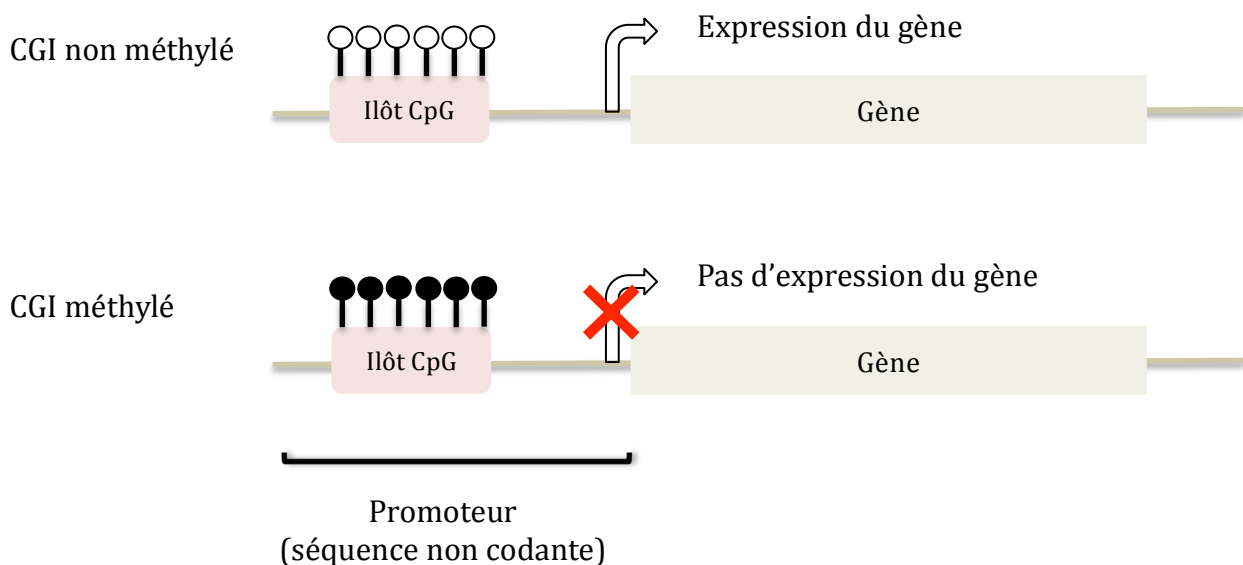 CGI non méthylé
Expression du gène
Ilôt CpG
Gène
CGI méthylé
Pas d’expression du gène
Ilôt CpG
Gène
Promoteur
(séquence non codante)